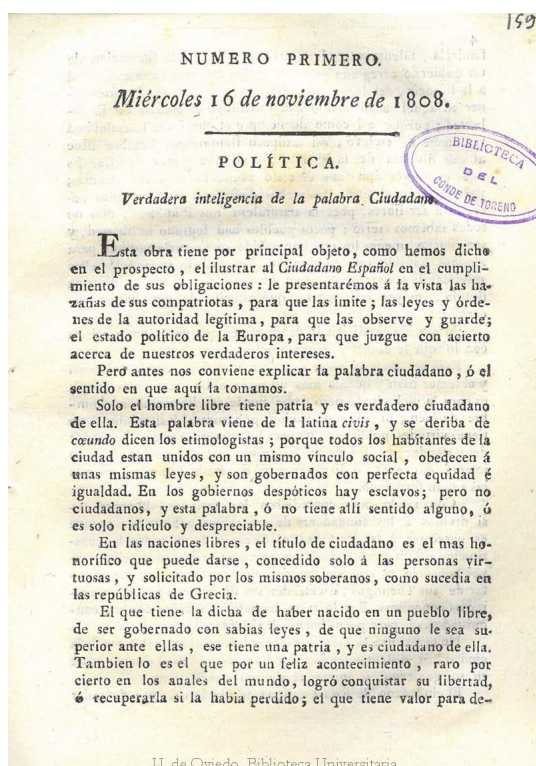 159
NUMERO PRIMERO.
Miércoles 16 de noviembre de 1808.
BIBLIOTECA
DEL
CONDE DE TORENO
POLÍTICA.
Verdadera inteligencia de la palabra Ciudadano.
Esta obra tiene por principal objeto, como hemos dicho
en el prospecto, el ilustrar al Ciudadano Español en el cumpli-
miento de sus obligaciones: le presentarémos á la vista las ha-
zañas de sus compatriotas, para que las imite; las leyes y órde-
nes de la autoridad legítima, para que las observe y guarde;
el estado político de la Europa, para que juzgue con acierto
acerca de nuestros verdaderos intereses.
Pero antes nos conviene explicar la palabra ciudadano, ó el
sentido en que aquí la tomamos.
Solo el hombre libre tiene patria y es verdadero ciudadano
de ella. Esta palabra viene de la latina civis, y se deriba de
cœundo dicen los etimologistas; porque todos los habitantes de la
ciudad estan unidos con un mismo vínculo social, obedecen á
unas mismas leyes, y son gobernados con perfecta equidad é
igualdad. En los gobiernos despóticos hay esclavos; pero no
ciudadanos, y esta palabra, ó no tiene allí sentido alguno, ó
es solo ridículo y despreciable.
En las naciones libres, el título de ciudadano es el mas ho-
norífico que puede darse, concedido solo á las personas vir-
tuosas, y solicitado por los mismos soberanos, como sucedia en
las repúblicas de Grecia.
El que tiene la dicha de haber nacido en un pueblo libre,
de ser gobernado con sabias leyes, de que ninguno le sea su-
perior ante ellas, ese tiene una patria, y es ciudadano de ella.
Tambien lo es el que por un feliz acontecimiento, raro por
cierto en los anales del mundo, logró conquistar su libertad,
ó recuperarla si la habia perdido; el que tiene valor para de-
U. de Oviedo. Biblioteca Universitaria